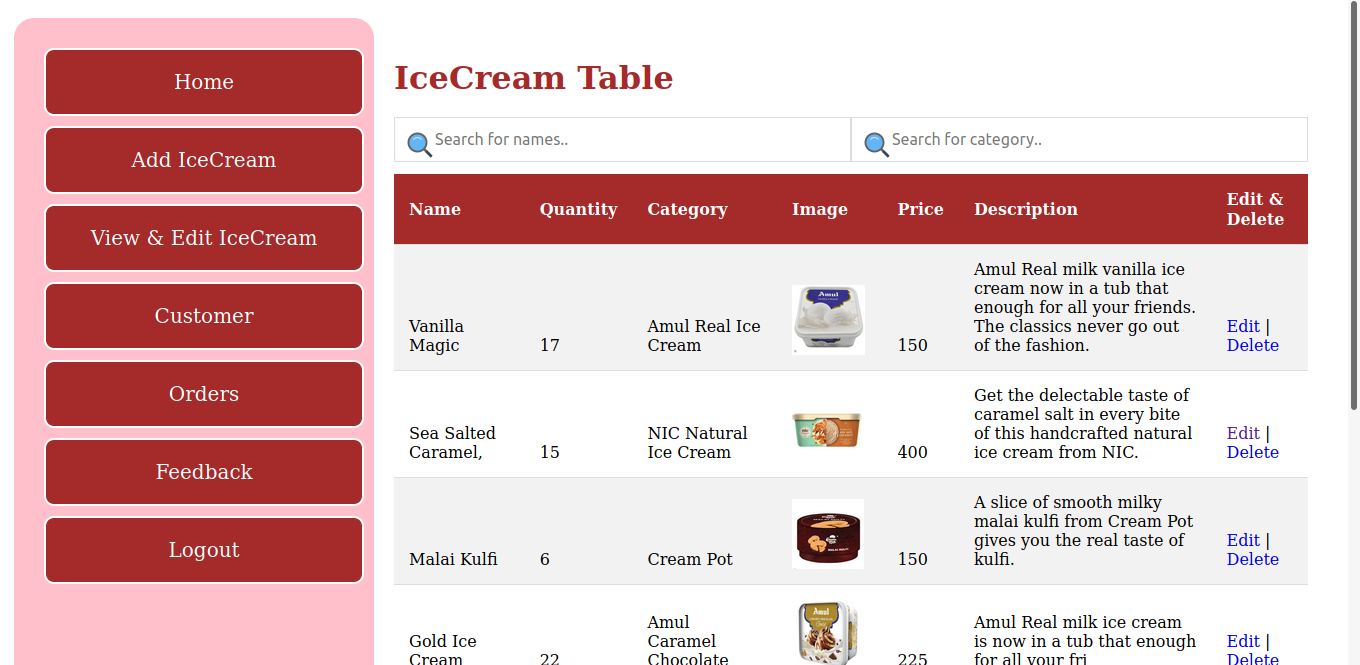 Home
Add IceCream
View & Edit IceCream
Customer
Orders
Feedback
Logout
IceCream Table
Search for names..
Search for category..
Name Quantity Category Image Price Description Edit & Delete
Amul Real milk vanilla ice
cream now in a tub that
enough for all your friends.
Vanilla Amul Real Ice The classics never go out Edit |
Magic 17 Cream Amul 150 of the fashion. Delete
Get the delectable taste of
caramel salt in every bite
Sea Salted NIC Natural of this handcrafted natural Edit |
Caramel, 15 Ice Cream 400 ice cream from NIC. Delete
A slice of smooth milky
malai kulfi from Cream Pot
gives you the real taste of Edit |
Malai Kulfi 6 Cream Pot 150 kulfi. Delete
Amul Amul Amul Real milk ice cream
Gold Ice Caramel is now in a tub that enough Edit |
Cream 22 Chocolate 225 for all your fri Delete